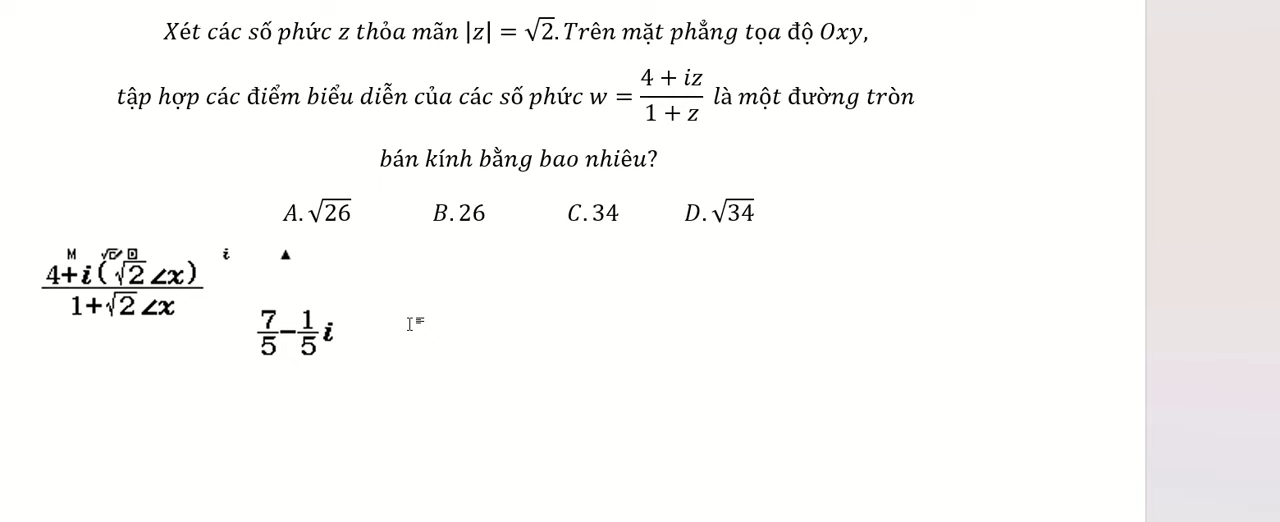 Xét các số phức z thỏa mãn |z| = √2. Trên mặt phẳng tọa độ Oxy,
tập hợp các điểm biểu diễn của các số phức w = (4 + iz)/(1 + z) là một đường tròn
bán kính bằng bao nhiêu?
A. √26 B. 26 C. 34 D. √34
M √▱/ D i ▲
(4+i(√2∠x))/(1+√2∠x)
7/5−1/5i